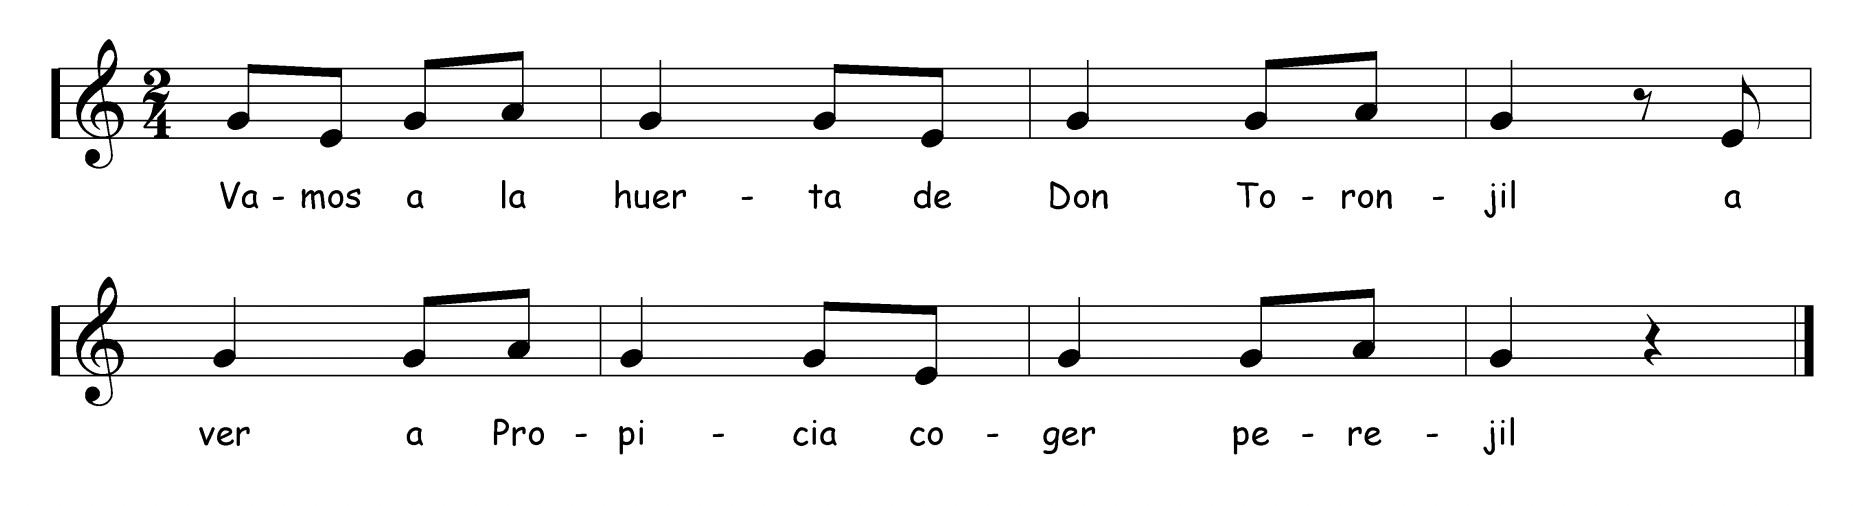 2
4
Va - mos a la huer - ta de Don To - ron - jil a
ver a Pro - pi - cia co - ger pe - re - jil